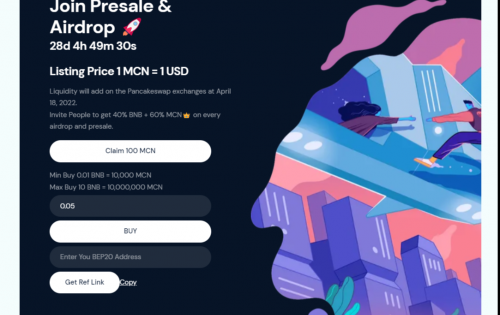 Join Presale &
Airdrop 🚀
28d 4h 49m 30s
Listing Price 1 MCN = 1 USD
Liquidity will add on the Pancakeswap exchanges at April
18, 2022.
Invite People to get 40% BNB + 60% MCN 👑 on every
airdrop and presale.
Claim 100 MCN
Min Buy 0.01 BNB = 10,000 MCN
Max Buy 10 BNB = 10,000,000 MCN
0.05
BUY
Enter You BEP20 Address
Get Ref Link Copy